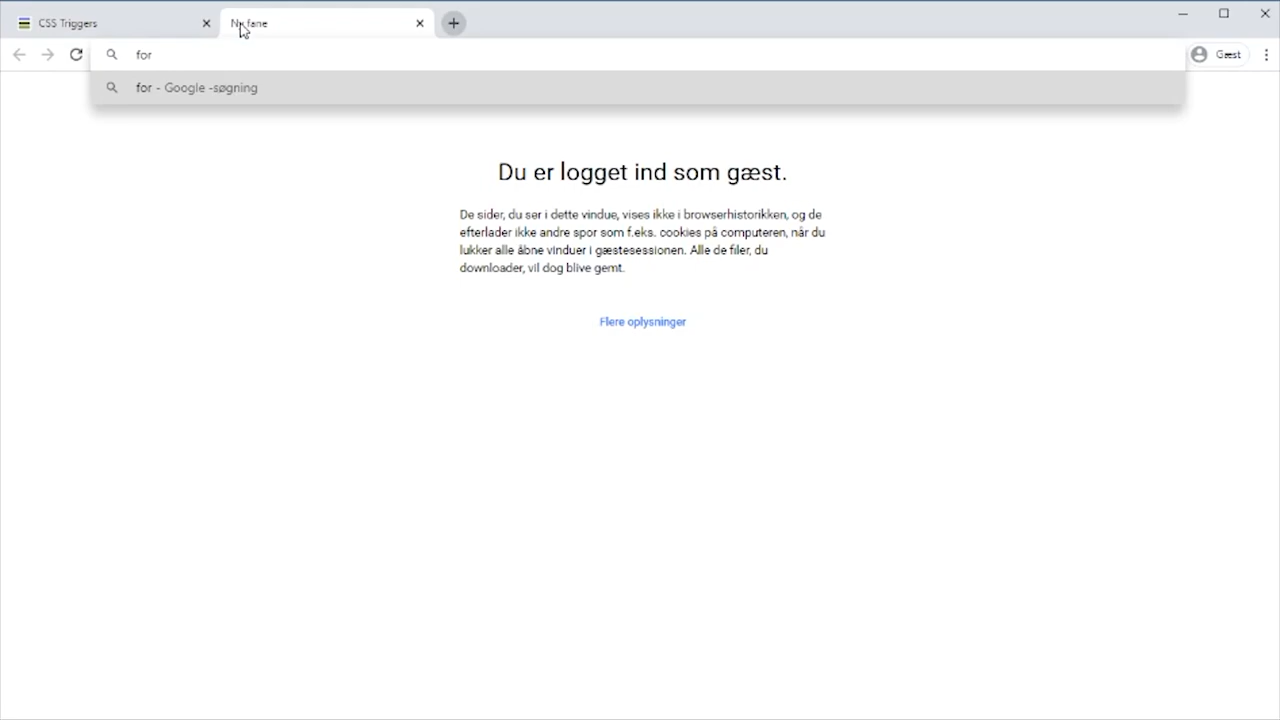 CSS Triggers
Ny fane
for
Gæst
for - Google -søgning
Du er logget ind som gæst.
De sider, du ser i dette vindue, vises ikke i browserhistorikken, og de
efterlader ikke andre spor som f.eks. cookies på computeren, når du
lukker alle åbne vinduer i gæstesessionen. Alle de filer, du
downloader, vil dog blive gemt.
Flere oplysninger